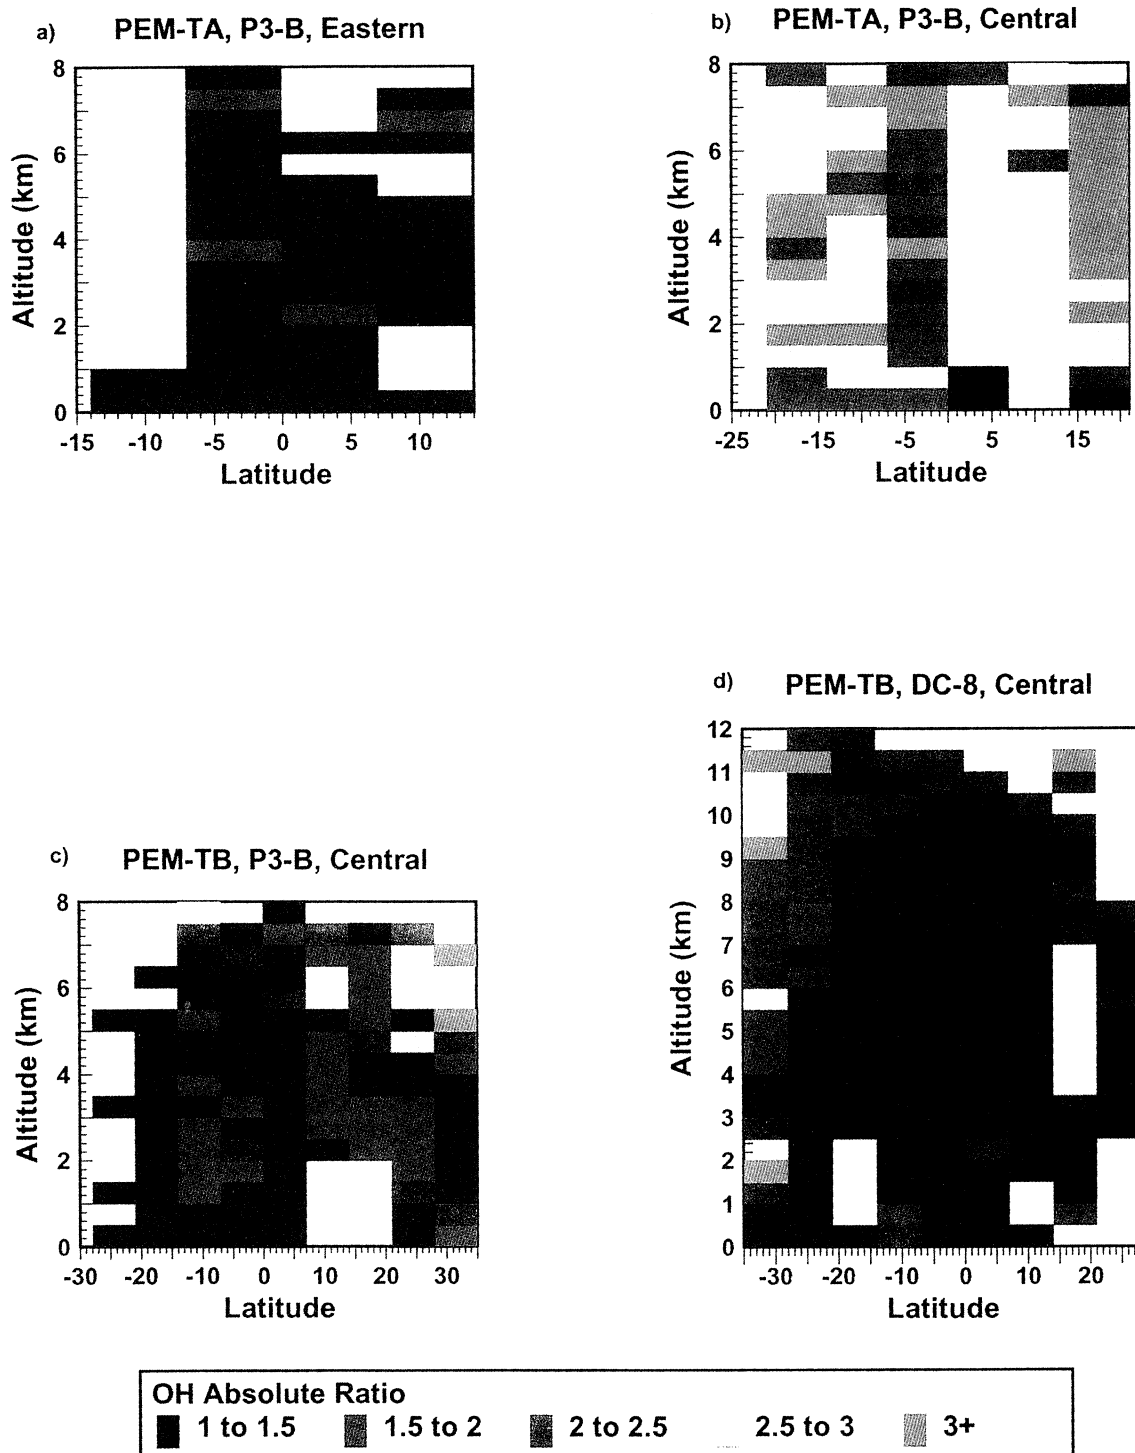 a) PEM-TA, P3-B, Eastern
8
6
4
2
0
Altitude (km)
-15 -10 -5 0 5 10
Latitude
b) PEM-TA, P3-B, Central
8
6
4
2
0
Altitude (km)
-25 -15 -5 5 15
Latitude
c) PEM-TB, P3-B, Central
8
6
4
2
0
Altitude (km)
-30 -20 -10 0 10 20 30
Latitude
d) PEM-TB, DC-8, Central
12
11
10
9
8
7
6
5
4
3
2
1
0
Altitude (km)
-30 -20 -10 0 10 20
Latitude
OH Absolute Ratio
1 to 1.5 1.5 to 2 2 to 2.5 2.5 to 3 3+